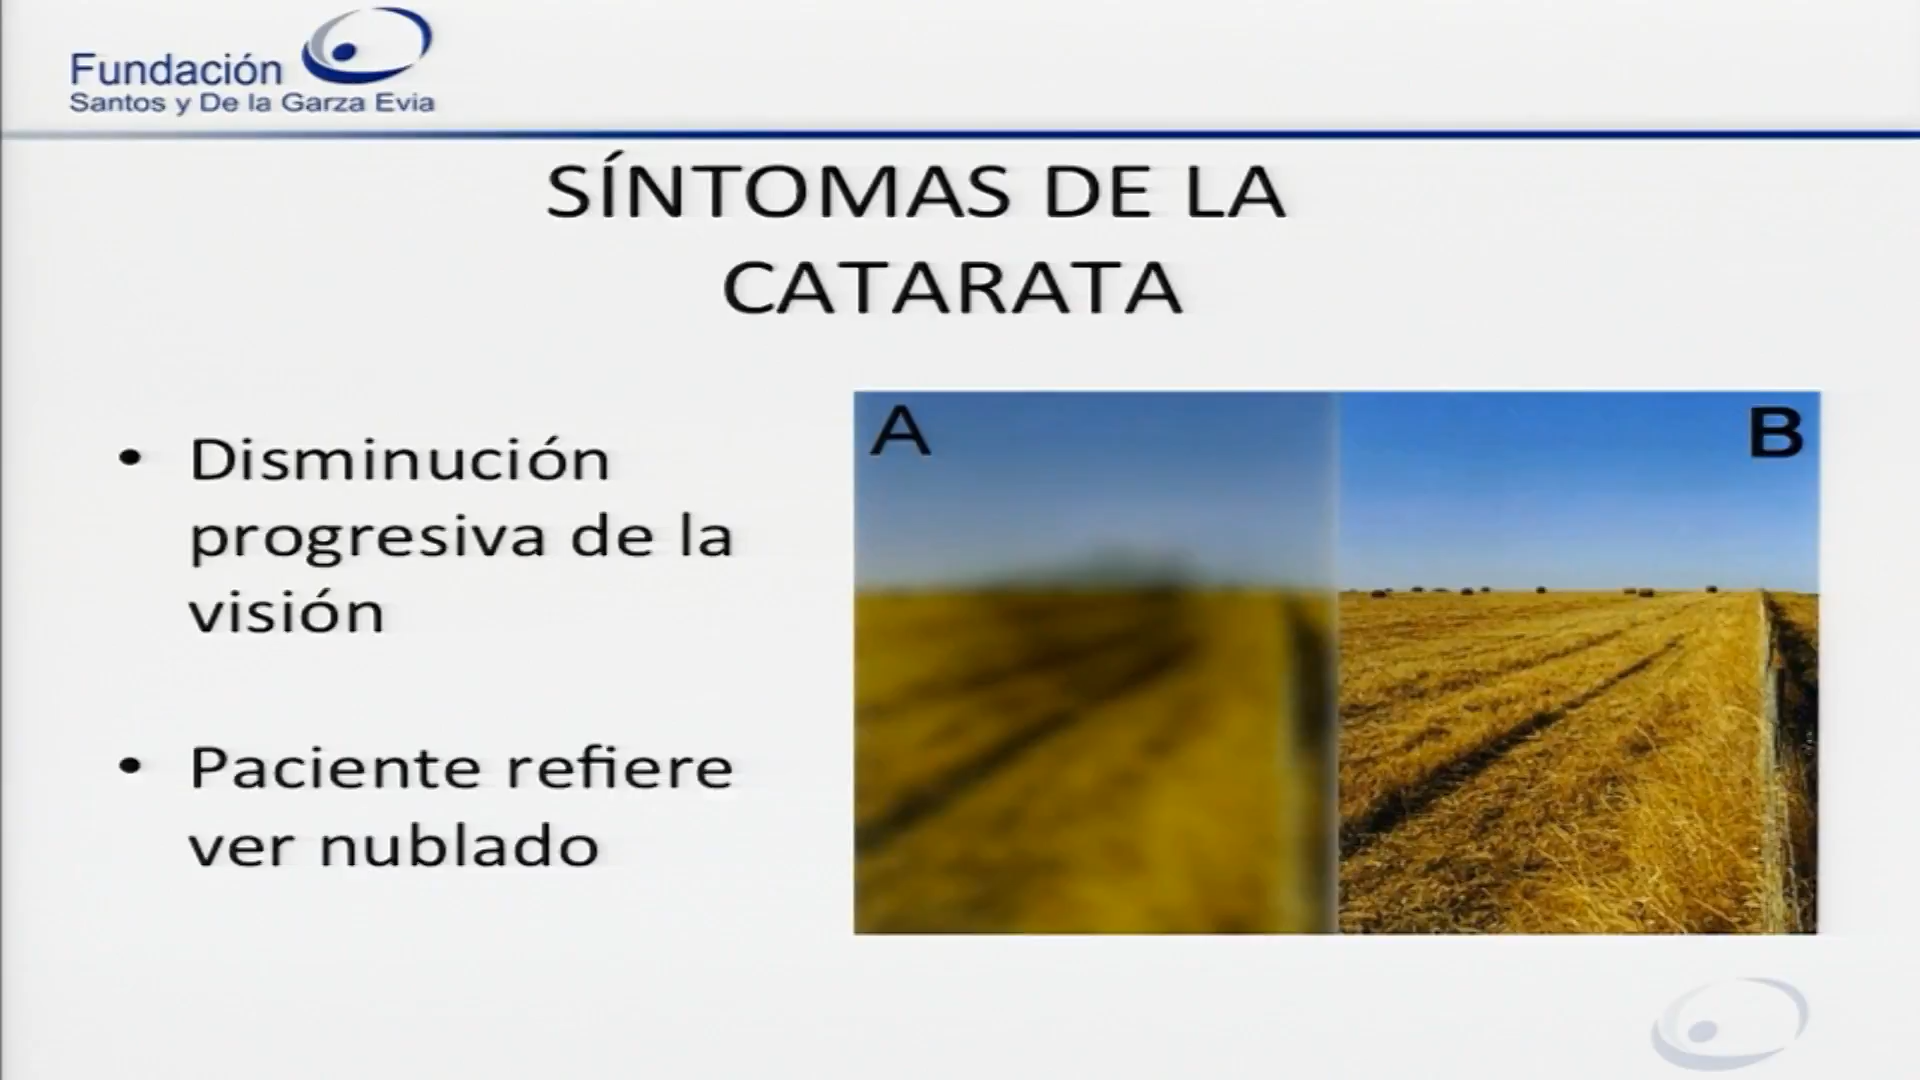 Fundación
Santos y De la Garza Evia
SÍNTOMAS DE LA
CATARATA
• Disminución
progresiva de la
visión
• Paciente refiere
ver nublado
A
B